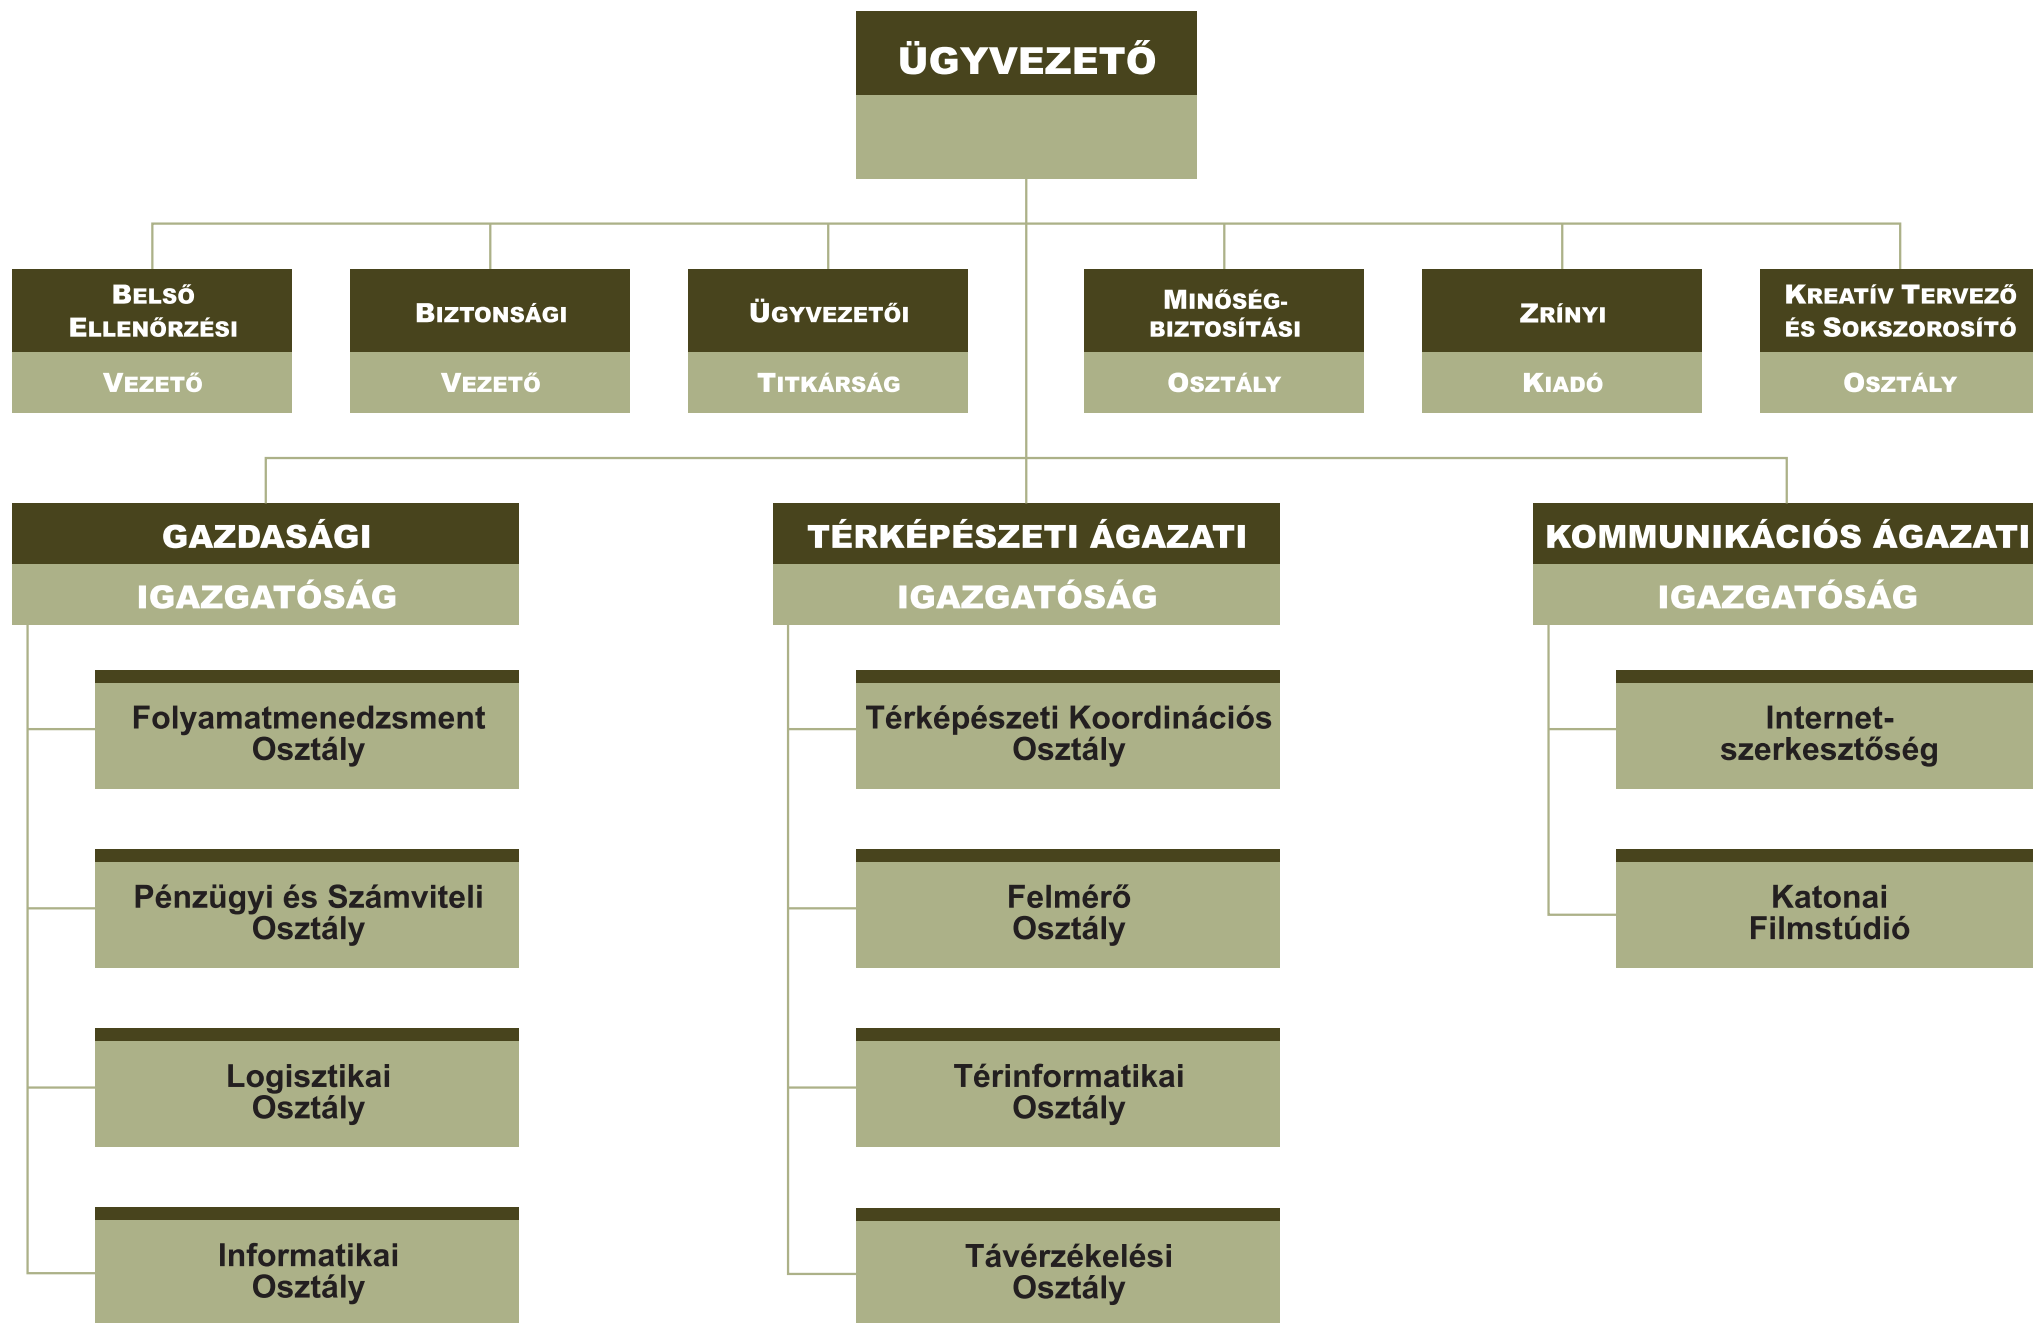 ÜGYVEZETŐ
BELSŐ
ELLENŐRZÉSI
VEZETŐ
BIZTONSÁGI
VEZETŐ
ÜGYVEZETŐI
TITKÁRSÁG
MINŐSÉG-
BIZTOSÍTÁSI
OSZTÁLY
ZRÍNYI
KIADÓ
KREATÍV TERVEZŐ
ÉS SOKSZOROSÍTÓ
OSZTÁLY
GAZDASÁGI
IGAZGATÓSÁG
Folyamatmenedzsment
Osztály
Pénzügyi és Számviteli
Osztály
Logisztikai
Osztály
Informatikai
Osztály
TÉRKÉPÉSZETI ÁGAZATI
IGAZGATÓSÁG
Térképészeti Koordinációs
Osztály
Felmérő
Osztály
Térinformatikai
Osztály
Távérzékelési
Osztály
KOMMUNIKÁCIÓS ÁGAZATI
IGAZGATÓSÁG
Internet-
szerkesztőség
Katonai
Filmstúdió